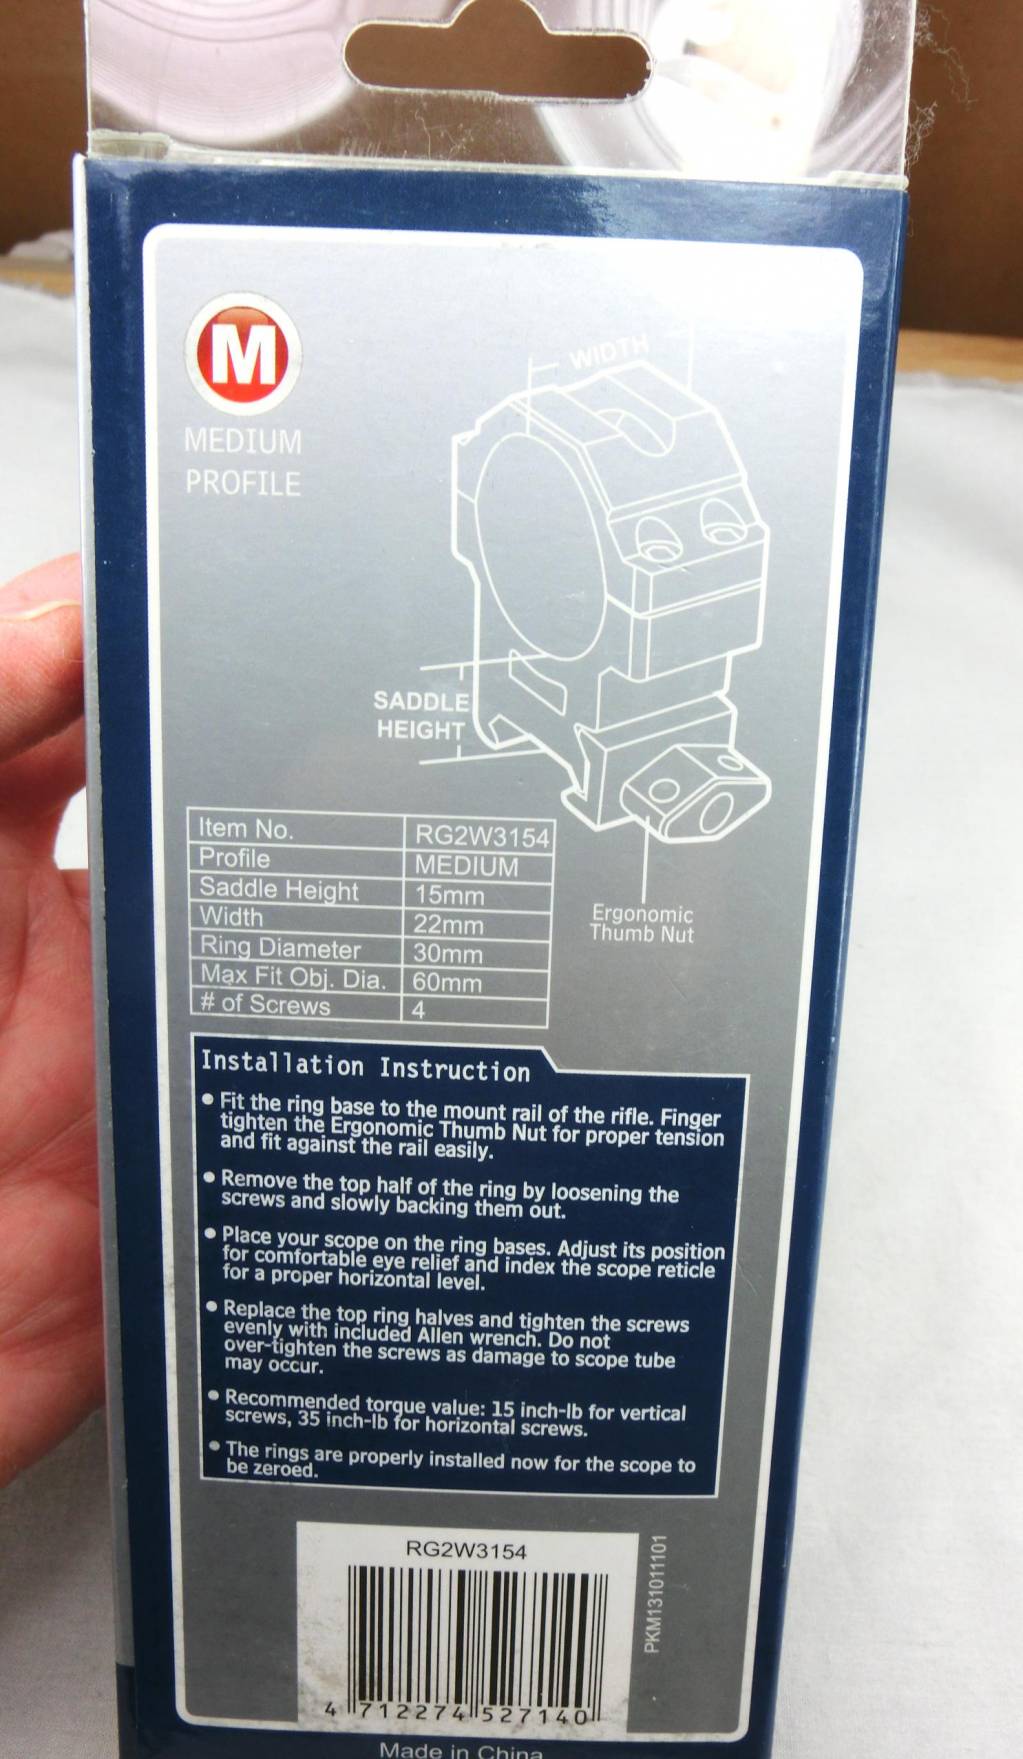 M
MEDIUM
PROFILE
WIDTH
SADDLE
HEIGHT
Item No. RG2W3154
Profile MEDIUM
Saddle Height 15mm
Width 22mm
Ring Diameter 30mm
Max Fit Obj. Dia. 60mm
# of Screws 4
Ergonomic
Thumb Nut
Installation Instruction
• Fit the ring base to the mount rail of the rifle. Finger
tighten the Ergonomic Thumb Nut for proper tension
and fit against the rail easily.
• Remove the top half of the ring by loosening the
screws and slowly backing them out.
• Place your scope on the ring bases. Adjust its position
for comfortable eye relief and index the scope reticle
for a proper horizontal level.
• Replace the top ring halves and tighten the screws
evenly with included Allen wrench. Do not
over-tighten the screws as damage to scope tube
may occur.
• Recommended torque value: 15 inch-lb for vertical
screws, 35 inch-lb for horizontal screws.
• The rings are properly installed now for the scope to
be zeroed.
RG2W3154
4 712274 527140
PKM131011101
Made in China